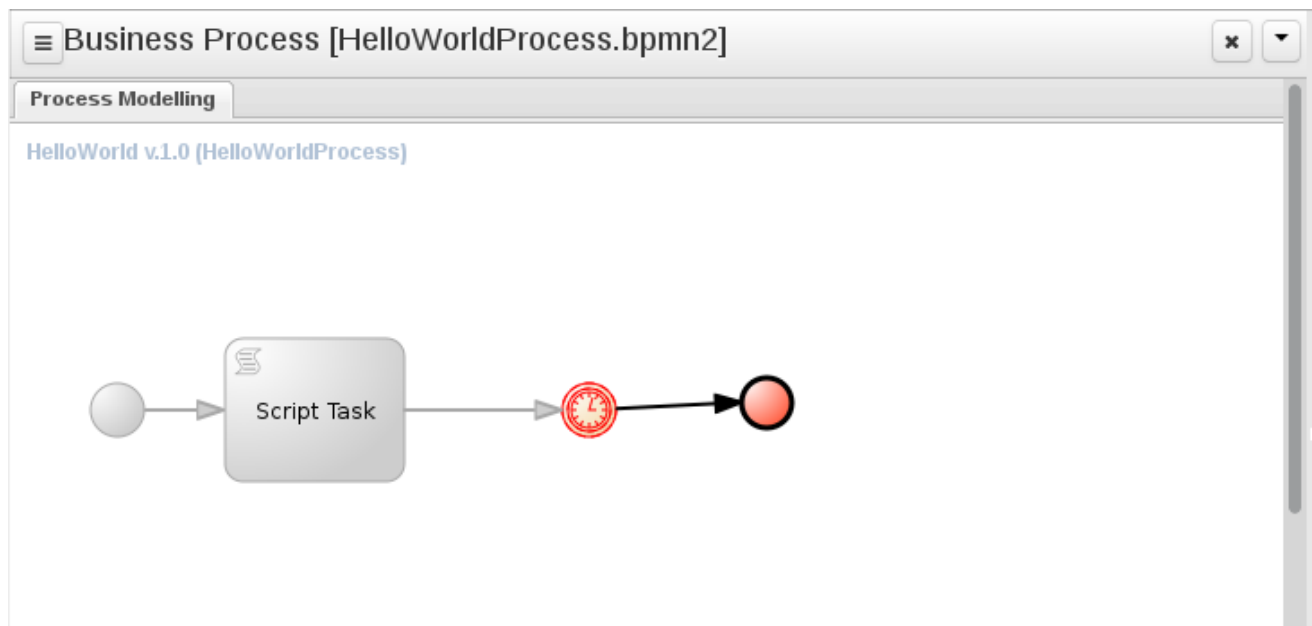 Business Process [HelloWorldProcess.bpmn2]
Process Modelling
HelloWorld v.1.0 (HelloWorldProcess)
Script Task